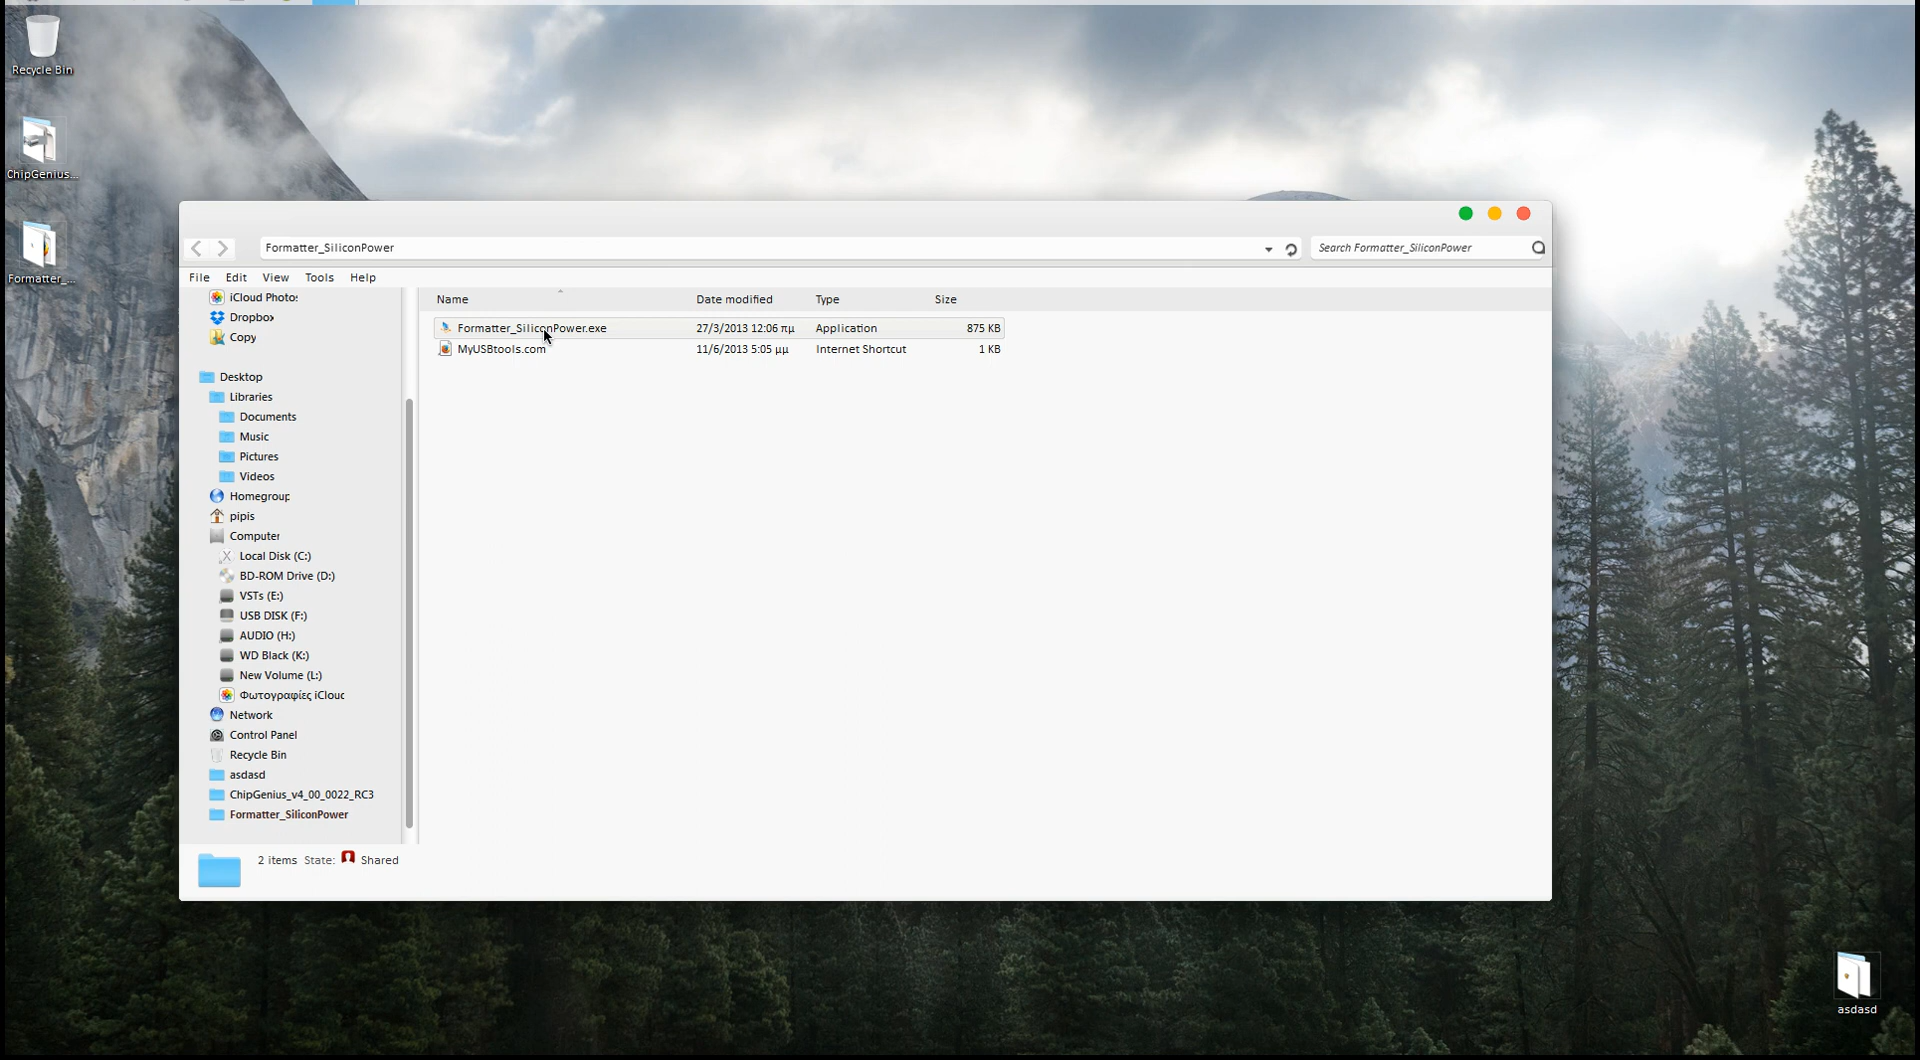 Recycle Bin
ChipGenius...
Formatter_...
Formatter_SiliconPower
Search Formatter_SiliconPower
File Edit View Tools Help
iCloud Photos
Dropbox
Copy
Desktop
Libraries
Documents
Music
Pictures
Videos
Homegroup
pipis
Computer
Local Disk (C:)
BD-ROM Drive (D:)
VSTs (E:)
USB DISK (F:)
AUDIO (H:)
WD Black (K:)
New Volume (L:)
Φωτογραφίες iClouc
Network
Control Panel
Recycle Bin
asdasd
ChipGenius_v4_00_0022_RC3
Formatter_SiliconPower
Name Date modified Type Size
Formatter_SiliconPower.exe 27/3/2013 12:06 πμ Application 875 KB
MyUSBtools.com 11/6/2013 5:05 μμ Internet Shortcut 1 KB
2 items State: Shared
asdasd